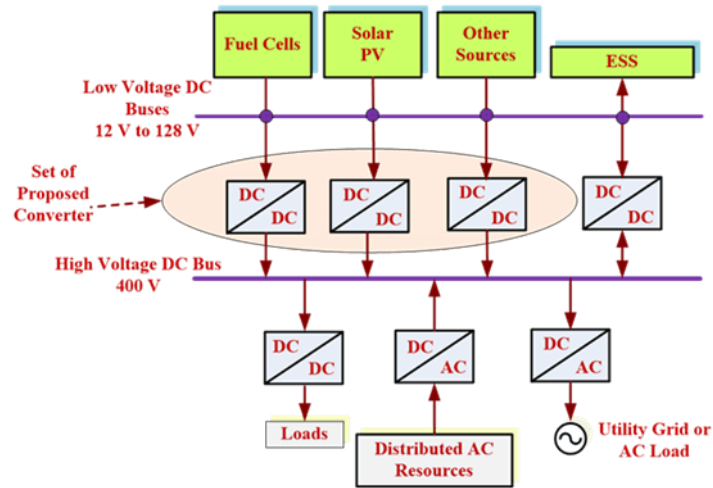 Fuel Cells
Solar
PV
Other
Sources
ESS
Low Voltage DC
Buses
12 V to 128 V
Set of
Proposed
Converter
DC
DC
DC
DC
DC
DC
DC
DC
High Voltage DC Bus
400 V
DC
DC
DC
AC
DC
AC
Loads
Distributed AC
Resources
Utility Grid or
AC Load